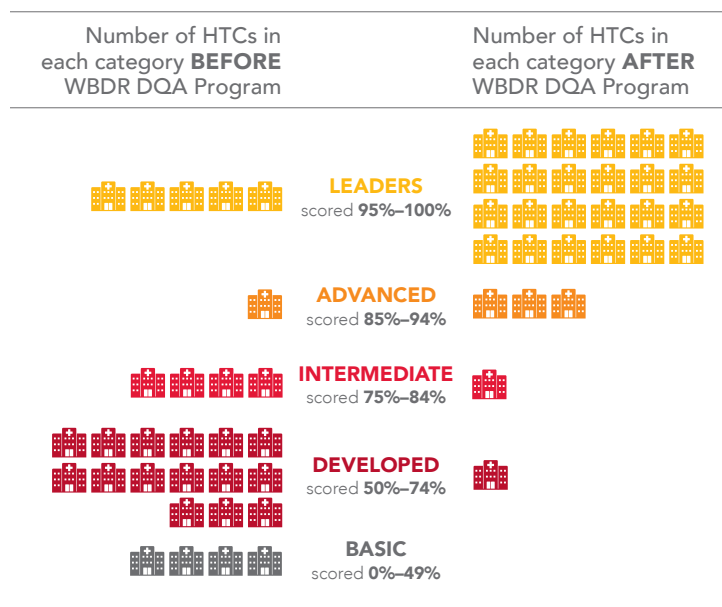 Number of HTCs in
each category BEFORE
WBDR DQA Program
Number of HTCs in
each category AFTER
WBDR DQA Program
LEADERS
scored 95%–100%
ADVANCED
scored 85%–94%
INTERMEDIATE
scored 75%–84%
DEVELOPED
scored 50%–74%
BASIC
scored 0%–49%